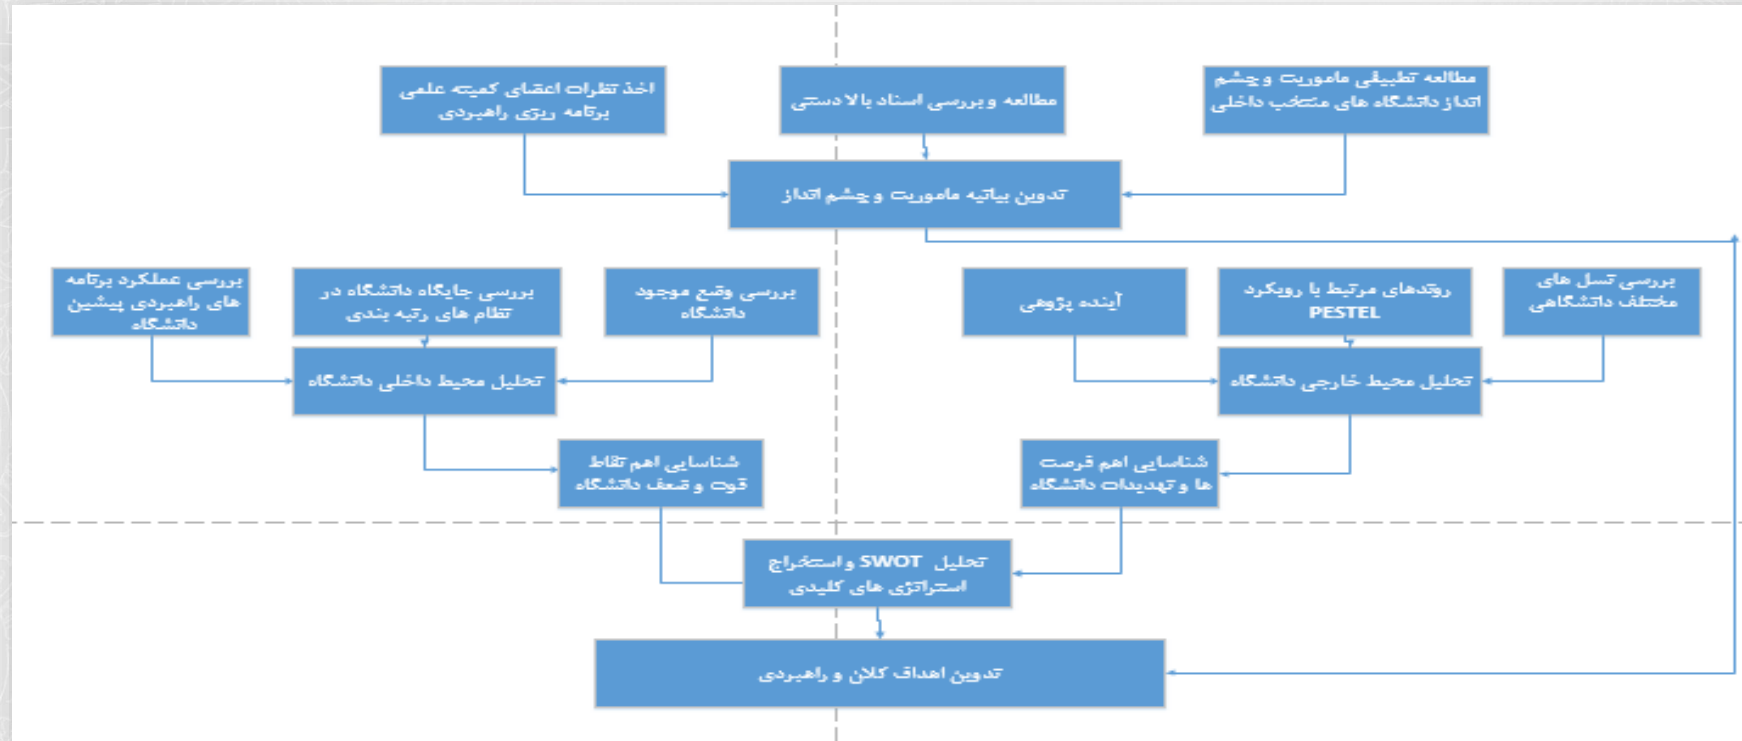 مطالعه تطبیقی ماموریت و چشم
انداز دانشگاه های منتخب داخلی
مطالعه و بررسی اسناد بالا دستی
اخذ نظرات اعضای کمیته علمی
برنامه ریزی راهبردی
تدوین بیانیه ماموریت و چشم انداز
بررسی نسل های
مختلف دانشگاهی
روندهای مرتبط با رویکرد
PESTEL
آینده پژوهی
بررسی وضع موجود
دانشگاه
بررسی جایگاه دانشگاه در
نظام های رتبه بندی
بررسی عملکرد برنامه
های راهبردی پیشین
دانشگاه
تحلیل محیط خارجی دانشگاه
تحلیل محیط داخلی دانشگاه
شناسایی اهم فرصت
ها و تهدیدات دانشگاه
شناسایی اهم نقاط
قوت و ضعف دانشگاه
تحلیل SWOT و استخراج
استراتژی های کلیدی
تدوین اهداف کلان و راهبردی